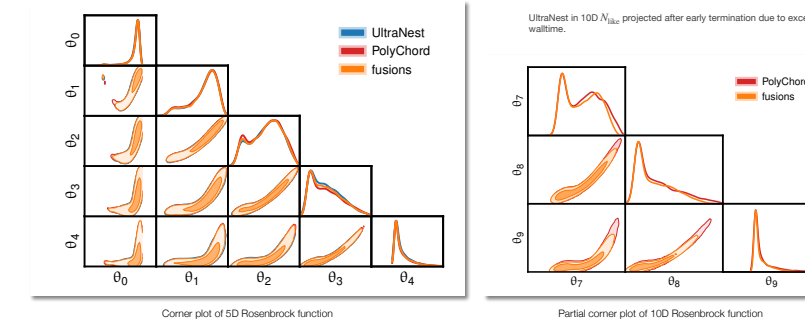 UltraNest in 10D N_like projected after early termination due to exce
walltime.
UltraNest
PolyChord
fusions
θ0
θ1
θ2
θ3
θ4
θ0 θ1 θ2 θ3 θ4
Corner plot of 5D Rosenbrock function
PolyChord
fusions
θ7
θ8
θ9
θ7 θ8 θ9
Partial corner plot of 10D Rosenbrock function